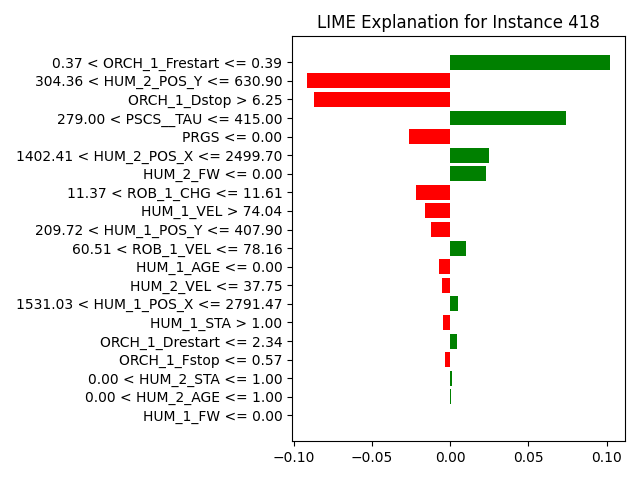 LIME Explanation for Instance 418
0.37 < ORCH_1_Frestart <= 0.39
304.36 < HUM_2_POS_Y <= 630.90
ORCH_1_Dstop > 6.25
279.00 < PSCS__TAU <= 415.00
PRGS <= 0.00
1402.41 < HUM_2_POS_X <= 2499.70
HUM_2_FW <= 0.00
11.37 < ROB_1_CHG <= 11.61
HUM_1_VEL > 74.04
209.72 < HUM_1_POS_Y <= 407.90
60.51 < ROB_1_VEL <= 78.16
HUM_1_AGE <= 0.00
HUM_2_VEL <= 37.75
1531.03 < HUM_1_POS_X <= 2791.47
HUM_1_STA > 1.00
ORCH_1_Drestart <= 2.34
ORCH_1_Fstop <= 0.57
0.00 < HUM_2_STA <= 1.00
0.00 < HUM_2_AGE <= 1.00
HUM_1_FW <= 0.00
−0.10 −0.05 0.00 0.05 0.10